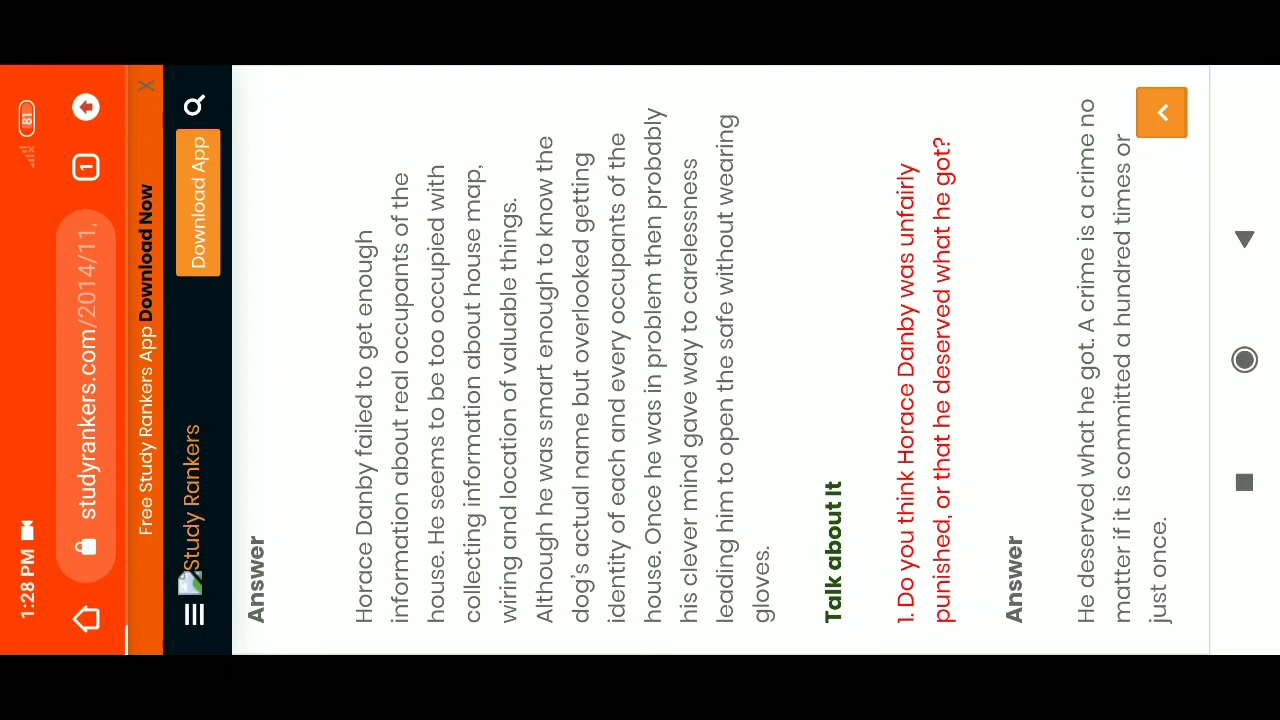 1:28 PM
81
studyrankers.com/2014/11,
1
Free Study Rankers App Download Now
X
Study Rankers
Download App
Answer
Horace Danby failed to get enough
information about real occupants of the
house. He seems to be too occupied with
collecting information about house map,
wiring and location of valuable things.
Although he was smart enough to know the
dog's actual name but overlooked getting
identity of each and every occupants of the
house. Once he was in problem then probably
his clever mind gave way to carelessness
leading him to open the safe without wearing
gloves.
Talk about It
1. Do you think Horace Danby was unfairly
punished, or that he deserved what he got?
Answer
He deserved what he got. A crime is a crime no
matter if it is committed a hundred times or
just once.